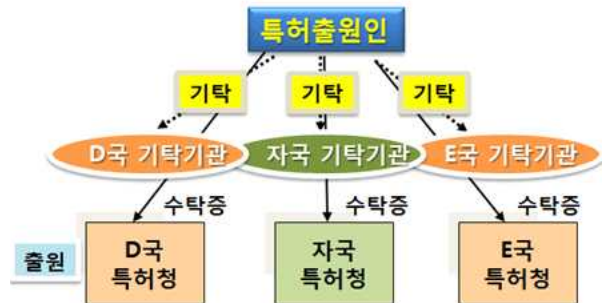 특허출원인
기탁 기탁 기탁
D국 기탁기관 자국 기탁기관 E국 기탁기관
수탁증 수탁증 수탁증
출원
D국
특허청
자국
특허청
E국
특허청